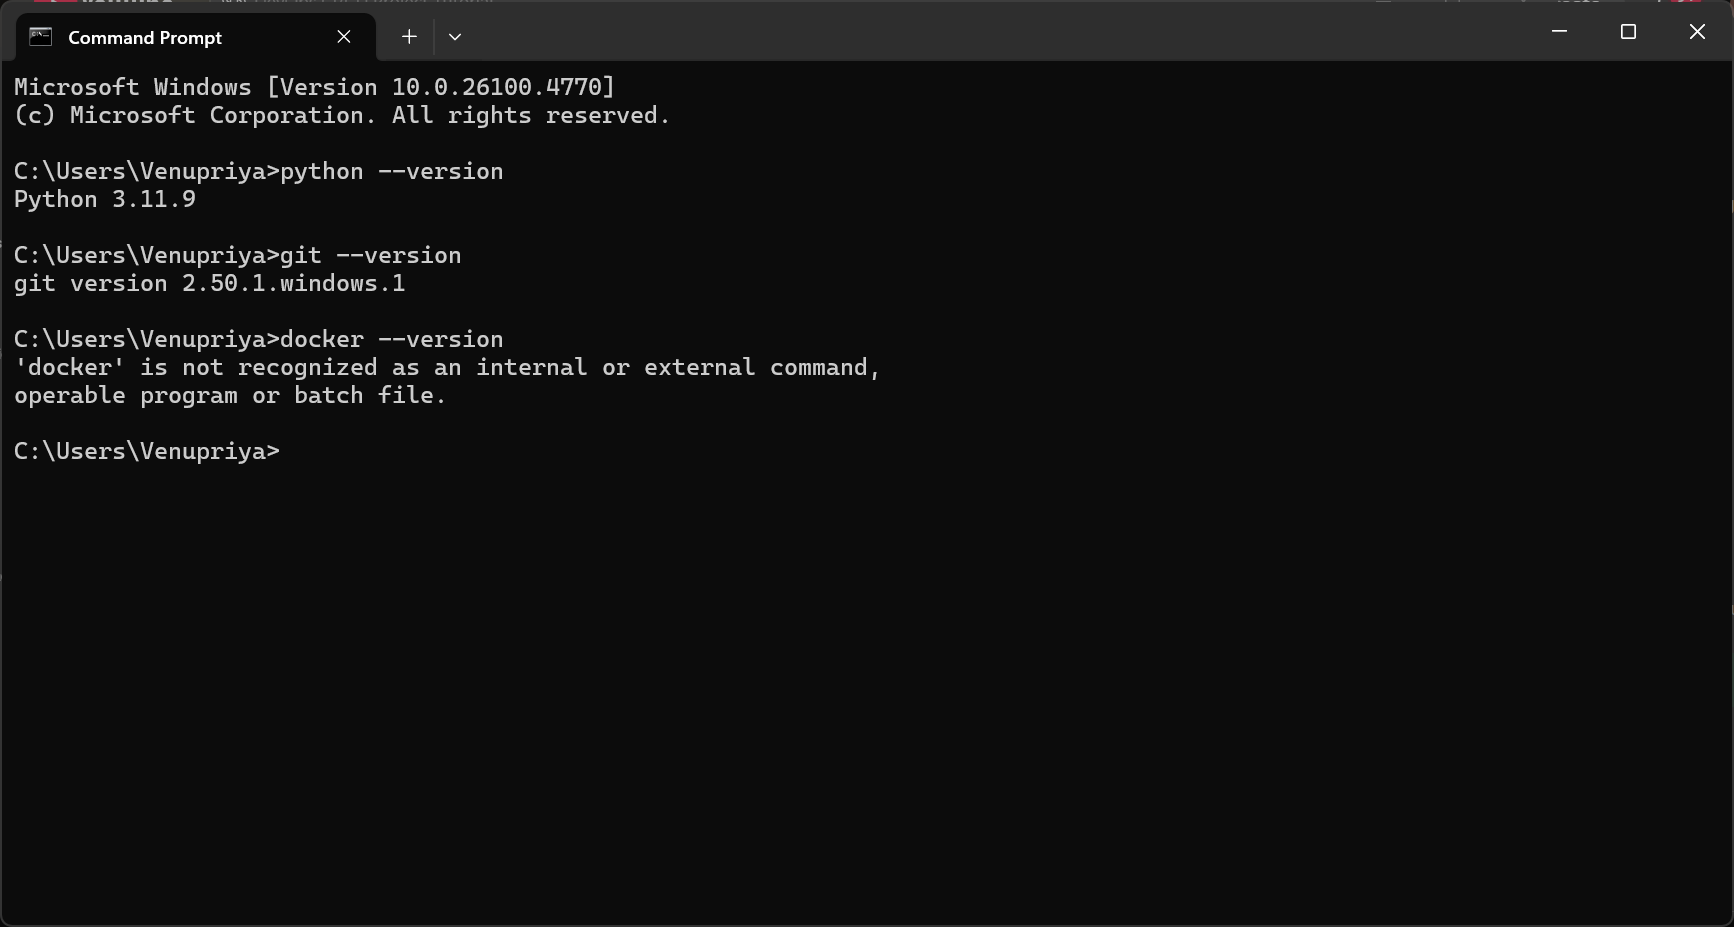 Command Prompt
Microsoft Windows [Version 10.0.26100.4770]
(c) Microsoft Corporation. All rights reserved.
C:\Users\Venupriya>python --version
Python 3.11.9
C:\Users\Venupriya>git --version
git version 2.50.1.windows.1
C:\Users\Venupriya>docker --version
'docker' is not recognized as an internal or external command,
operable program or batch file.
C:\Users\Venupriya>